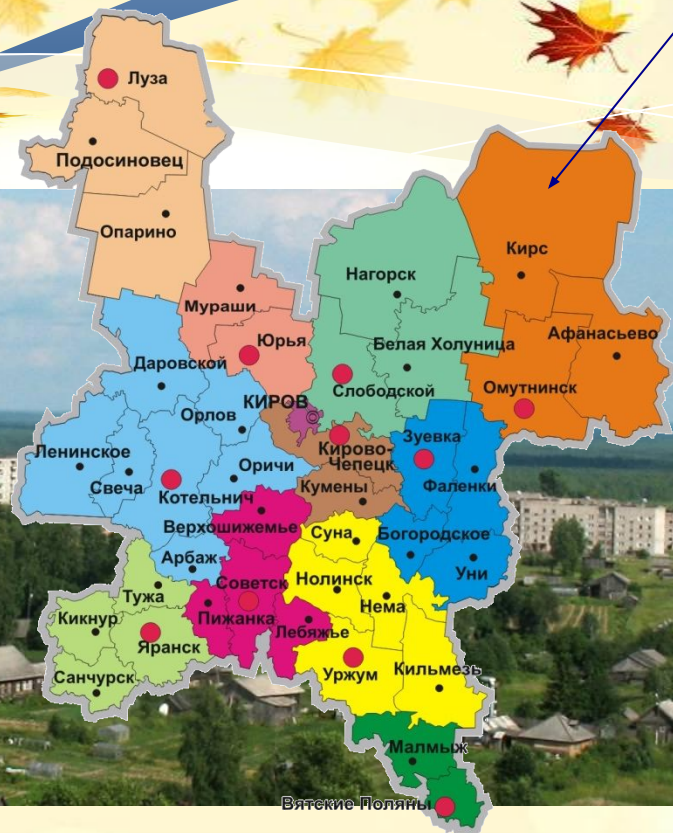 Луза
Подосиновец
Опарино
Кирс
Нагорск
Мураши
Юрья
Белая Холуница
Афанасьево
Даровской
Слободской
Омутнинск
КИРОВ
Орлов
Зуевка
Кирово-
Чепецк
Ленинское
Оричи
Свеча
Котельнич
Кумены
Фаленки
Верхошижемье
Суна
Богородское
Арбаж
Уни
Тужа
Советск
Нолинск
Нема
Кикнур
Пижанка
Лебяжье
Яранск
Санчурск
Уржум
Кильмезь
Малмыж
Вятские Поляны